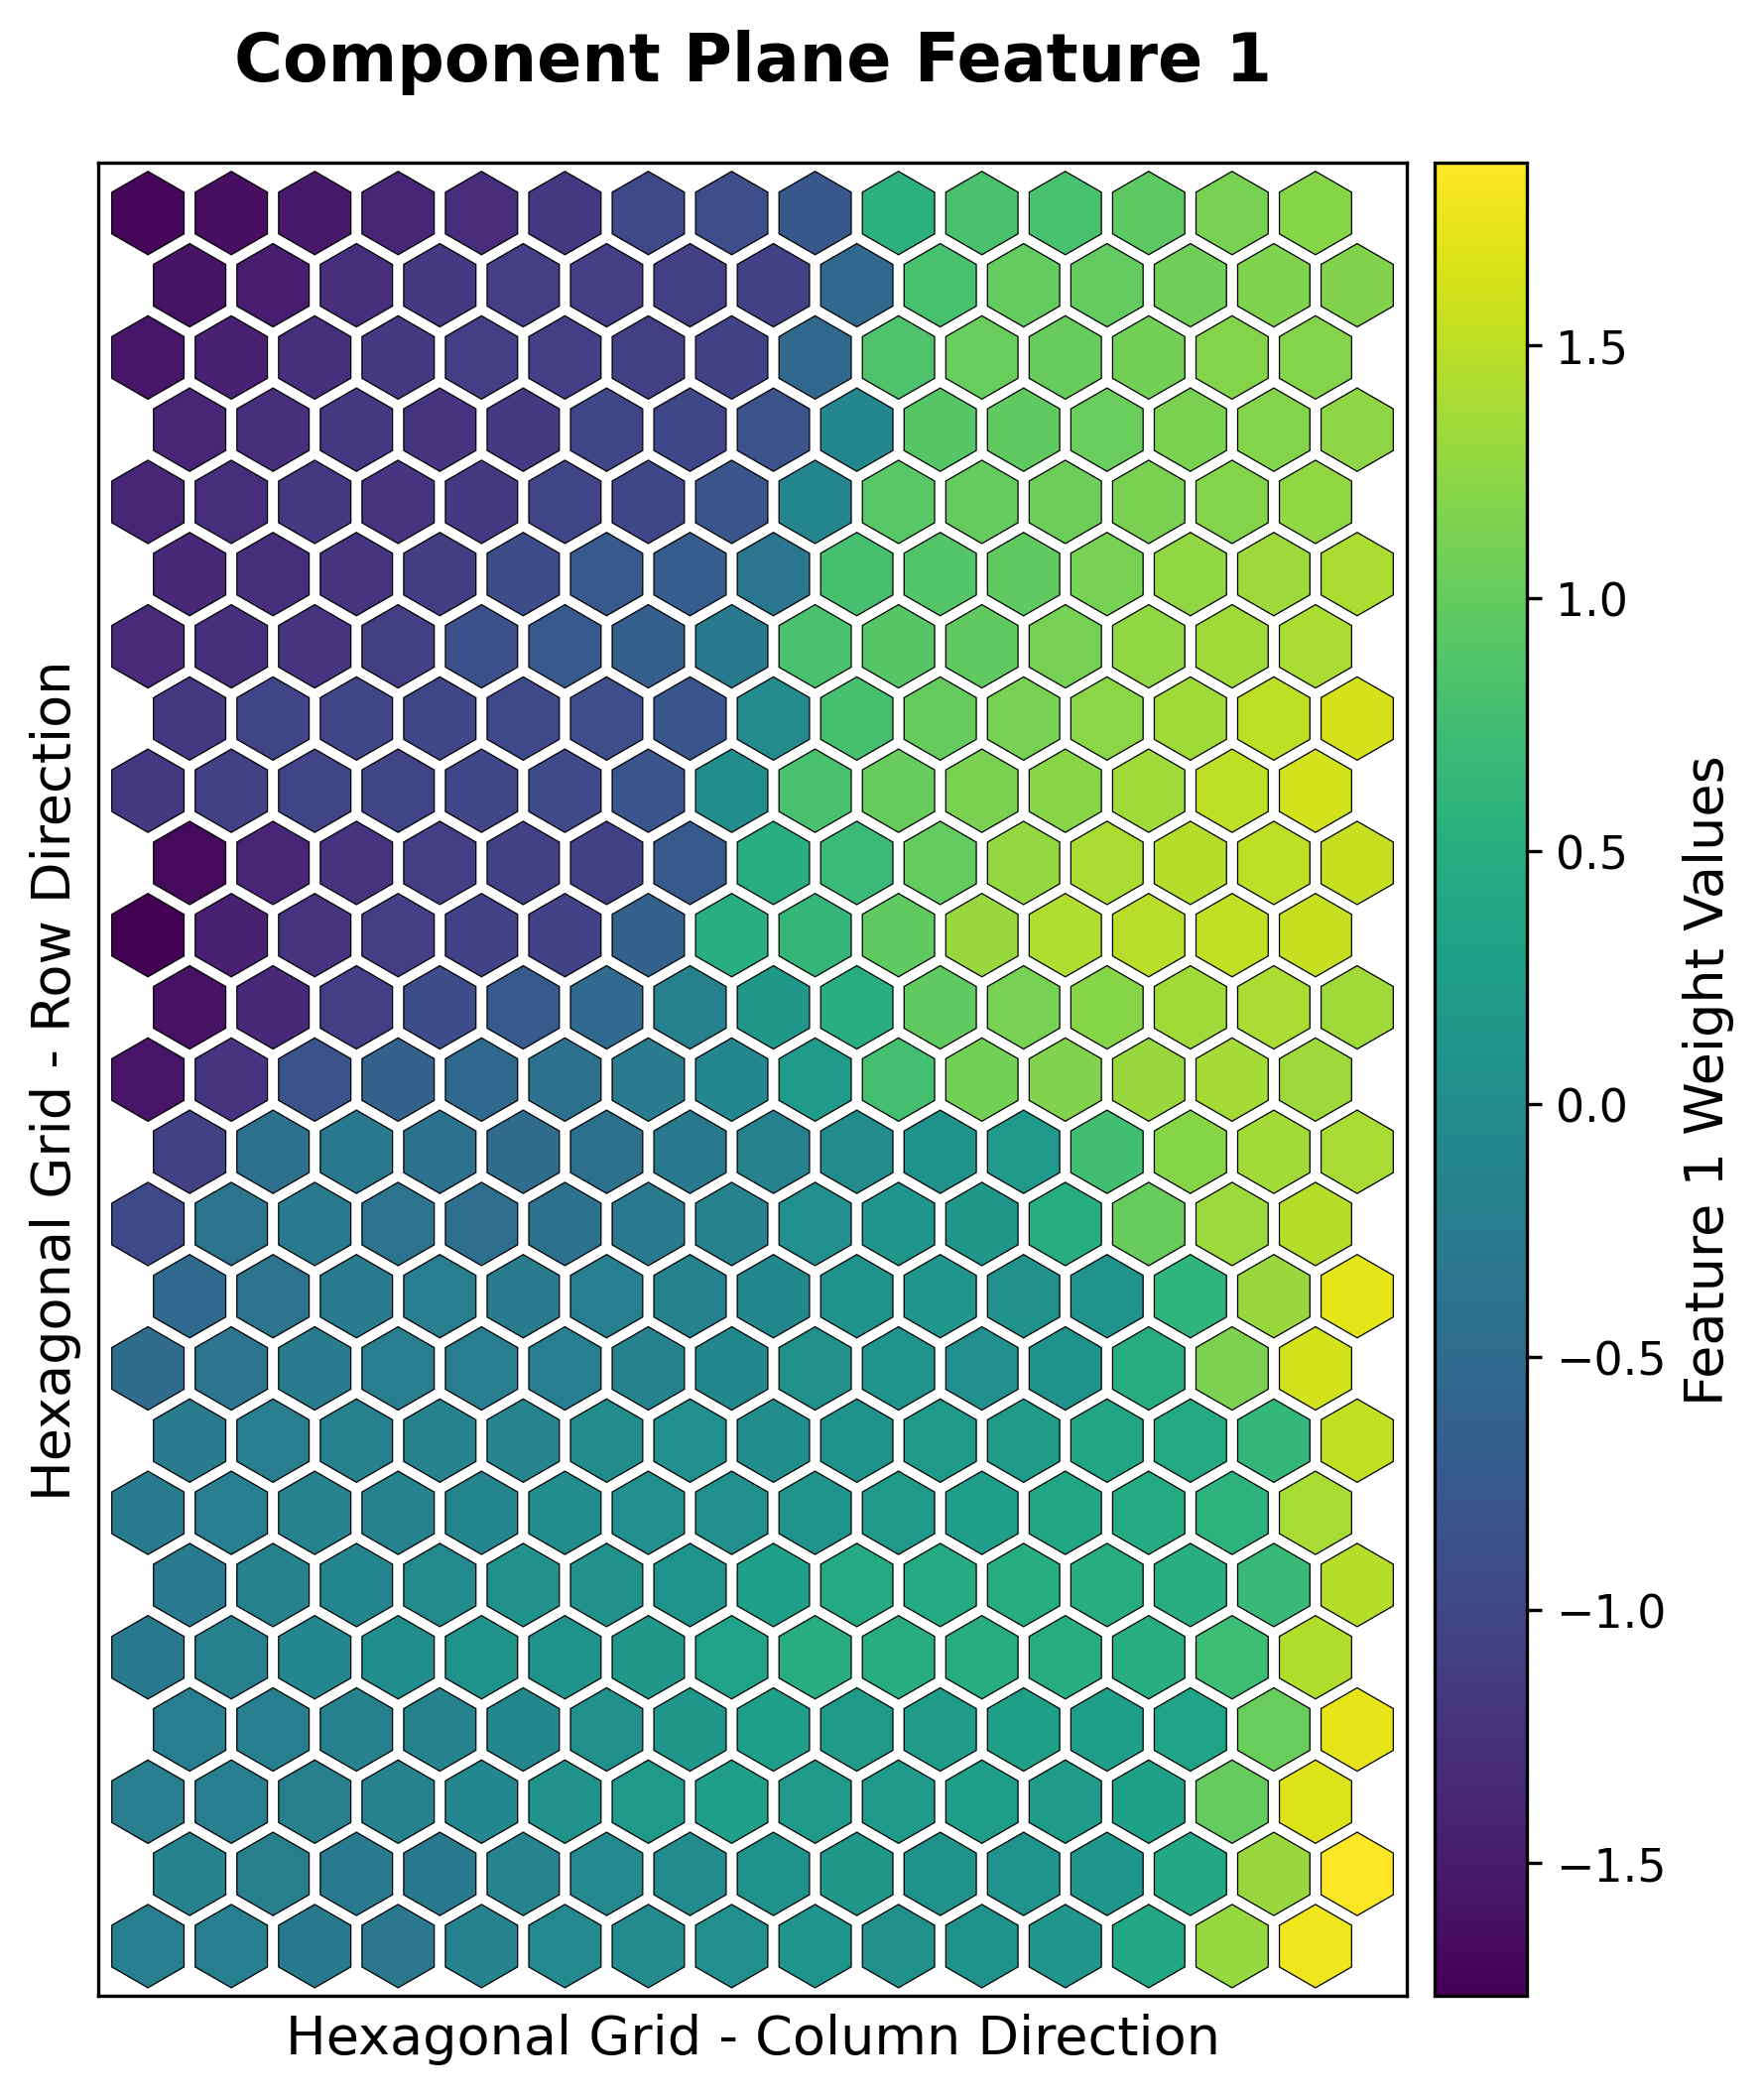 Component Plane Feature 1
Hexagonal Grid - Row Direction
Hexagonal Grid - Column Direction
1.5
1.0
0.5
0.0
−0.5
−1.0
−1.5
Feature 1 Weight Values